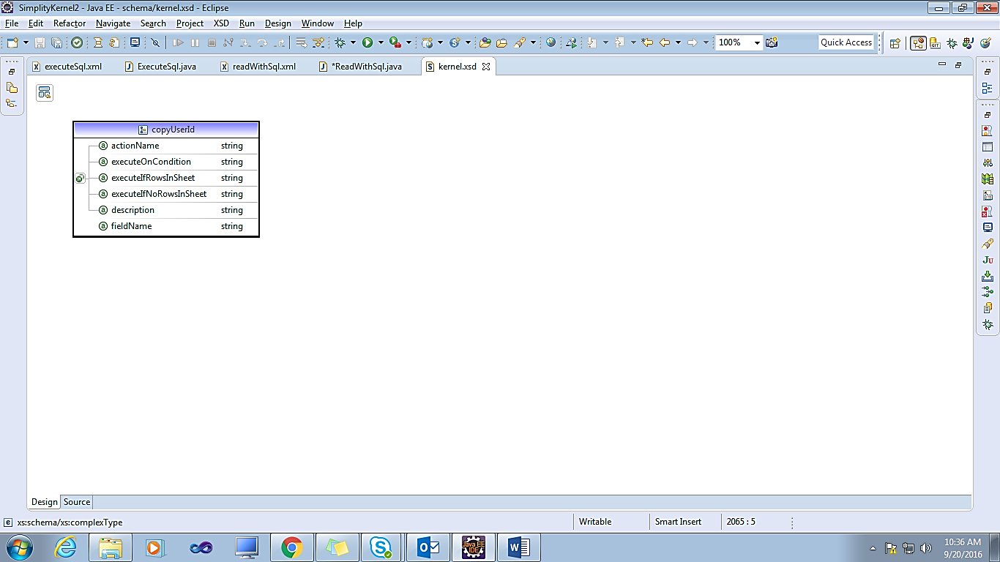 SimplityKernel2 - Java EE - schema/kernel.xsd - Eclipse
File Edit Refactor Navigate Search Project XSD Run Design Window Help
100% Quick Access
executeSql.xml ExecuteSql.java readWithSql.xml *ReadWithSql.java kernel.xsd
copyUserId
actionName string
executeOnCondition string
executeIfRowsInSheet string
executeIfNoRowsInSheet string
description string
fieldName string
Design Source
xs:schema/xs:complexType Writable Smart Insert 2065 : 5
10:36 AM
9/20/2016